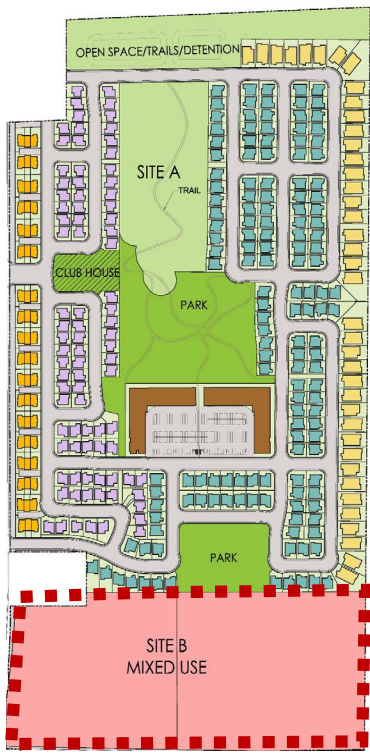 OPEN SPACE/TRAILS/DETENTION
SITE A
TRAIL
CLUB HOUSE
PARK
PARK
SITE B
MIXED USE